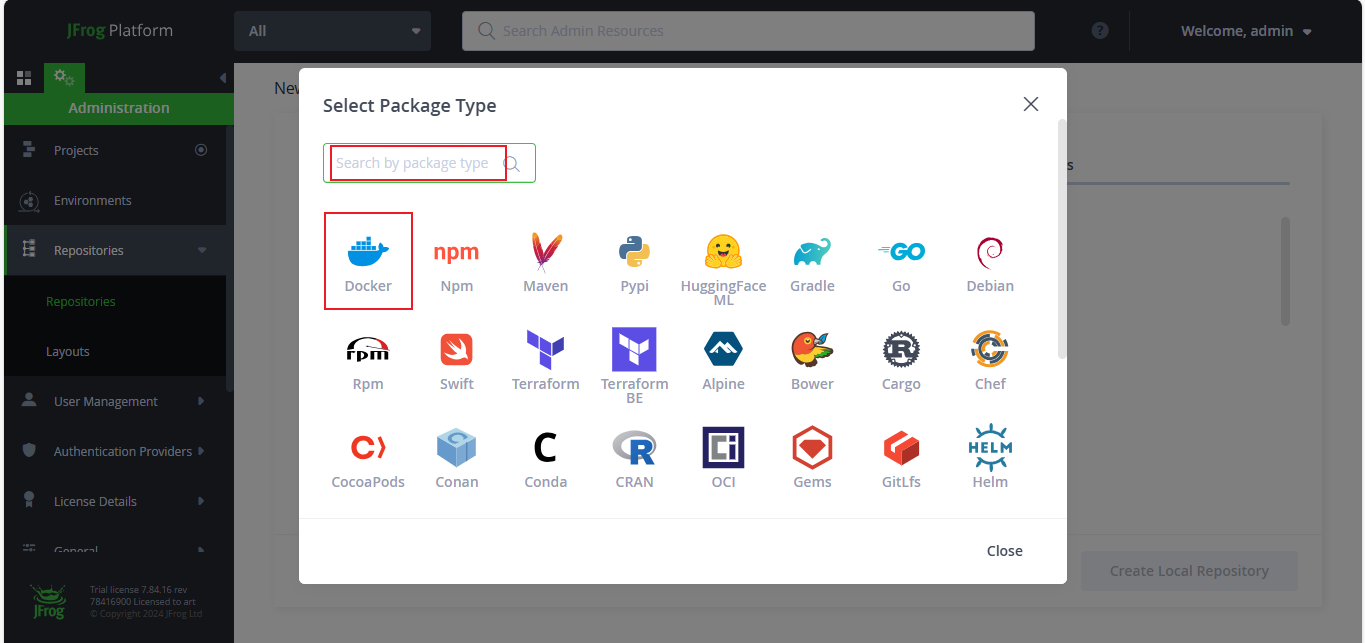 JFrog Platform
All
Search Admin Resources
?
Welcome, admin
Administration
Projects
Environments
Repositories
Repositories
Layouts
User Management
Authentication Providers
License Details
General
JFrog
Trial license 7.84.16 rev
78416900 Licensed to art
© Copyright 2024 JFrog Ltd
New
s
Select Package Type
Search by package type
Docker
npm
Npm
Maven
Pypi
HuggingFace
ML
Gradle
GO
Go
Debian
rpm
Rpm
Swift
Terraform
Terraform
BE
Alpine
Bower
R
Cargo
Chef
CocoaPods
Conan
C
Conda
R
CRAN
Ci
OCI
Gems
GitLfs
HELM
Helm
Close
Create Local Repository